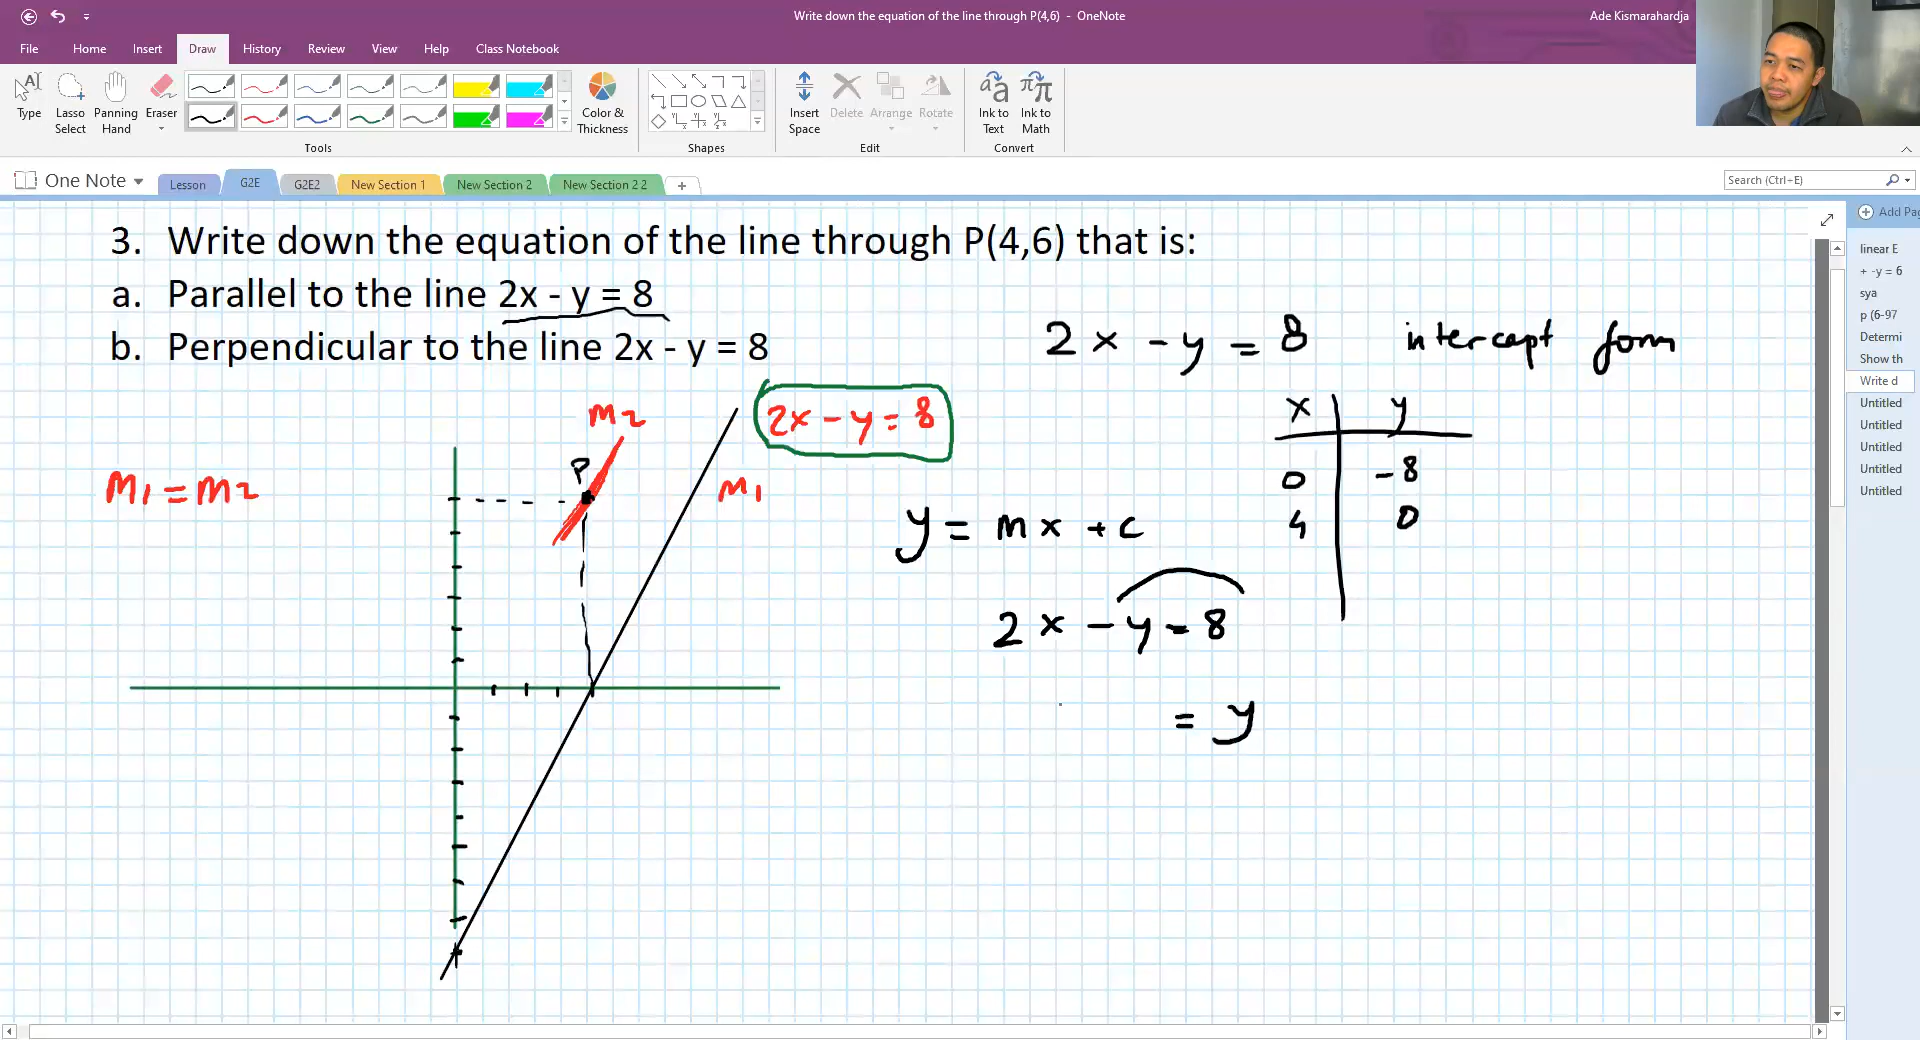 Write down the equation of the line through P(4,6) - OneNote
Ade Kismarahardja
File Home Insert Draw History Review View Help Class Notebook
Type
Lasso Select
Panning Hand
Eraser
Color & Thickness
Insert Space
Delete
Arrange
Rotate
Ink to Text
Ink to Math
Tools Shapes Edit Convert
One Note Lesson G2E G2E2 New Section 1 New Section 2 New Section 2 2
Search (Ctrl+E)
3. Write down the equation of the line through P(4,6) that is:
a. Parallel to the line 2x - y = 8
b. Perpendicular to the line 2x - y = 8
2x - y = 8 intercept form
x y
0 -8
4 0
2x - y = 8
m2
P
m1
m1 = m2
y = mx + c
2x - y = 8
= y
Add Pag
linear E
+ -y = 6
sya
p (6-97
Determi
Show th
Write d
Untitled
Untitled
Untitled
Untitled
Untitled